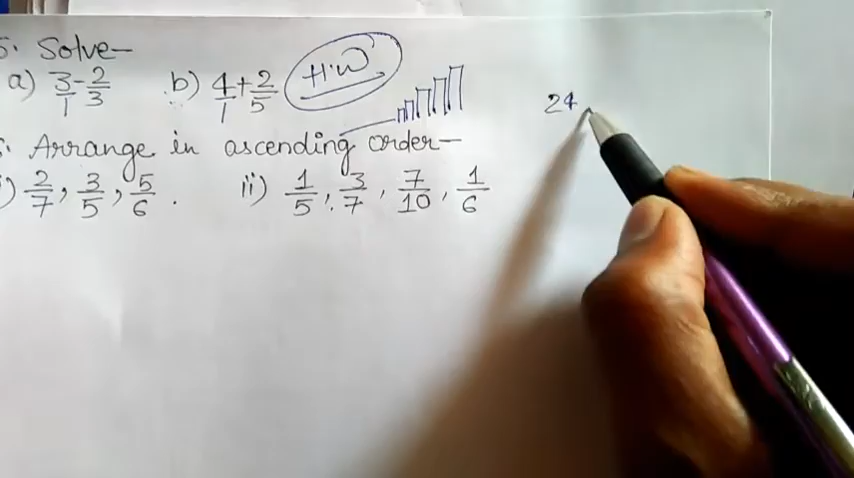 5. Solve-
a) 3/1 - 2/3 b) 4/1 + 2/5 H.W
24
Arrange in ascending order-
i) 2/7, 3/5, 5/6. ii) 1/5, 3/7, 7/10, 1/6